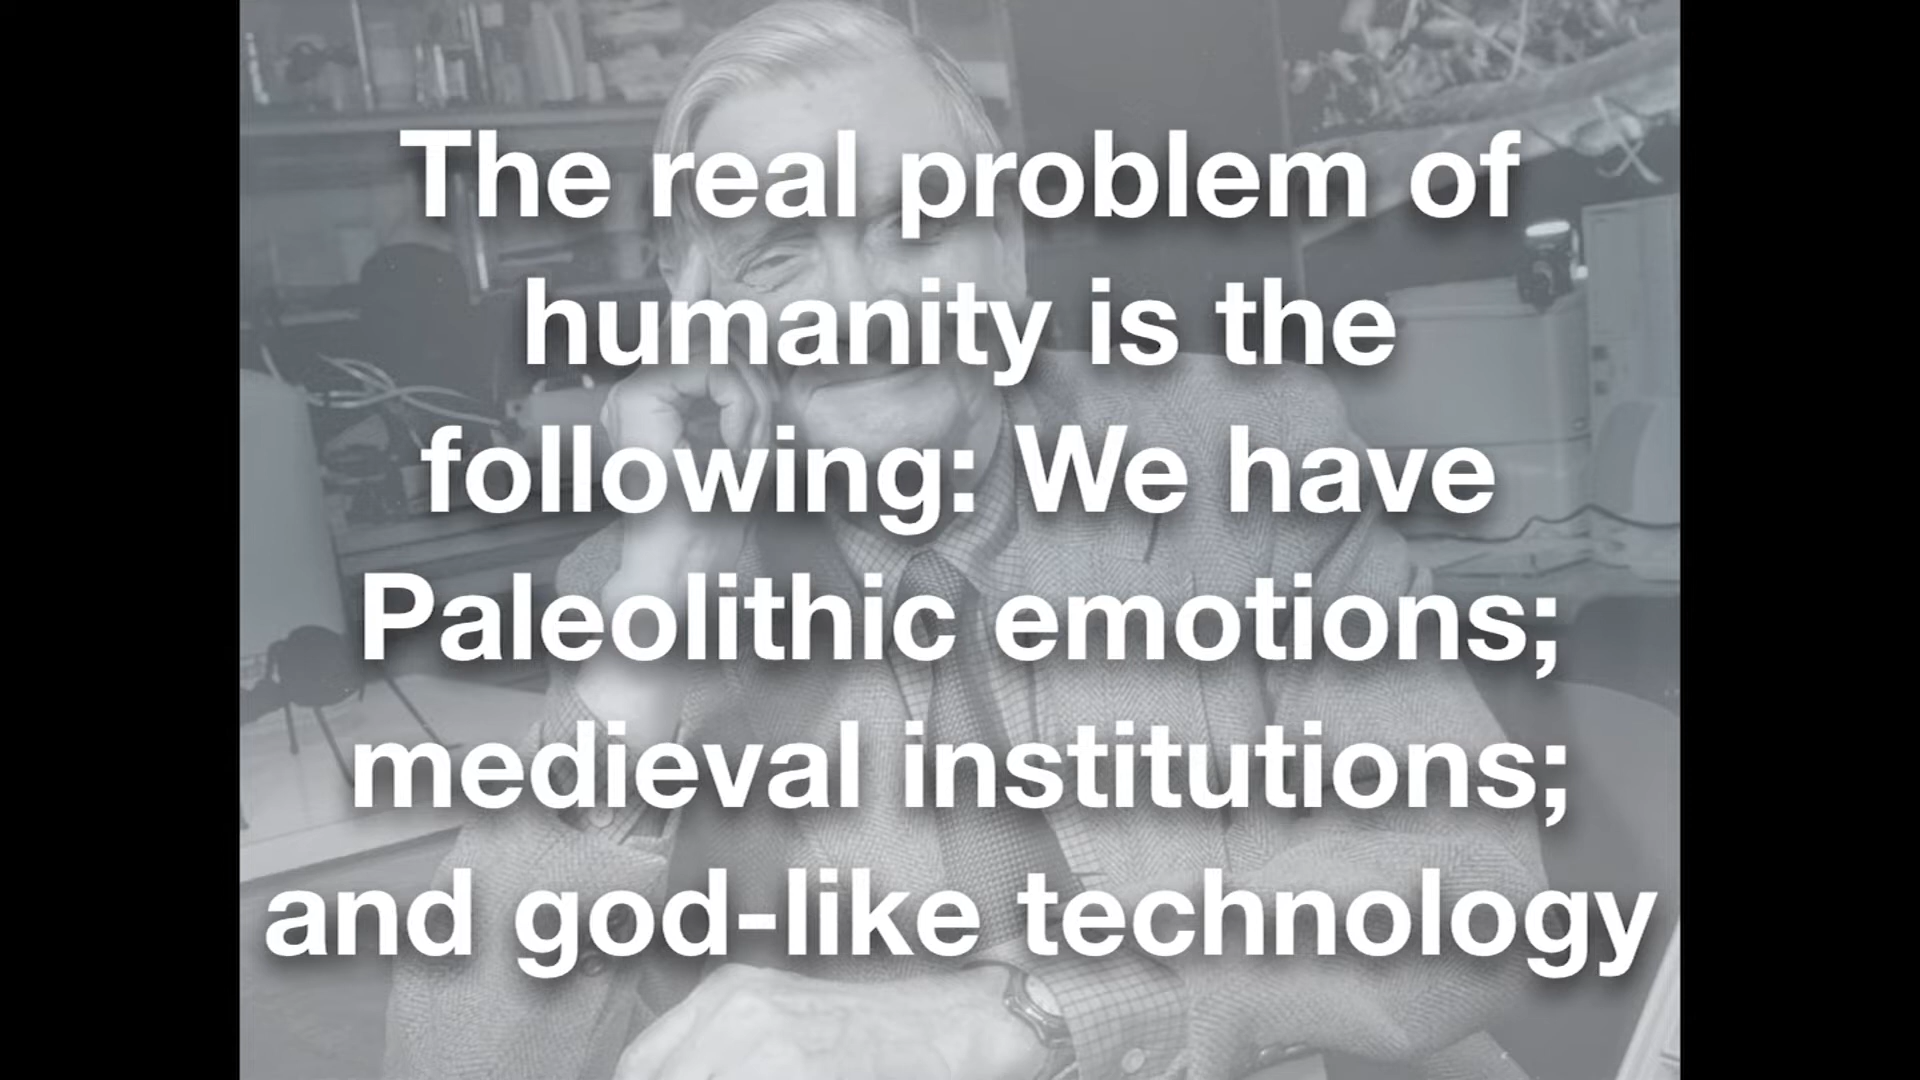 The real problem of
humanity is the
following: We have
Paleolithic emotions;
medieval institutions;
and god-like technology